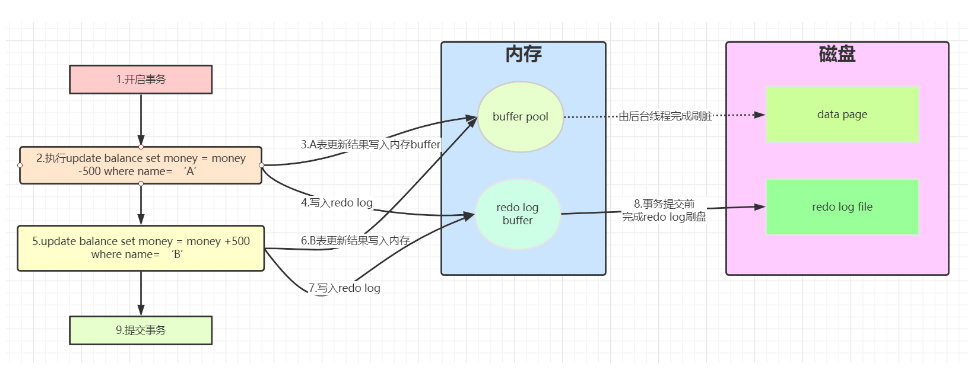 内存
磁盘
1.开启事务
buffer pool
由后台线程完成刷脏
data page
3.A表更新结果写入内存buffer
2.执行update balance set money = money
-500 where name= ‘A’
4.写入redo log
redo log
buffer
8.事务提交前
完成redo log刷盘
redo log file
5.update balance set money = money +500
where name= ‘B’
6.B表更新结果写入内存
7.写入redo log
9.提交事务